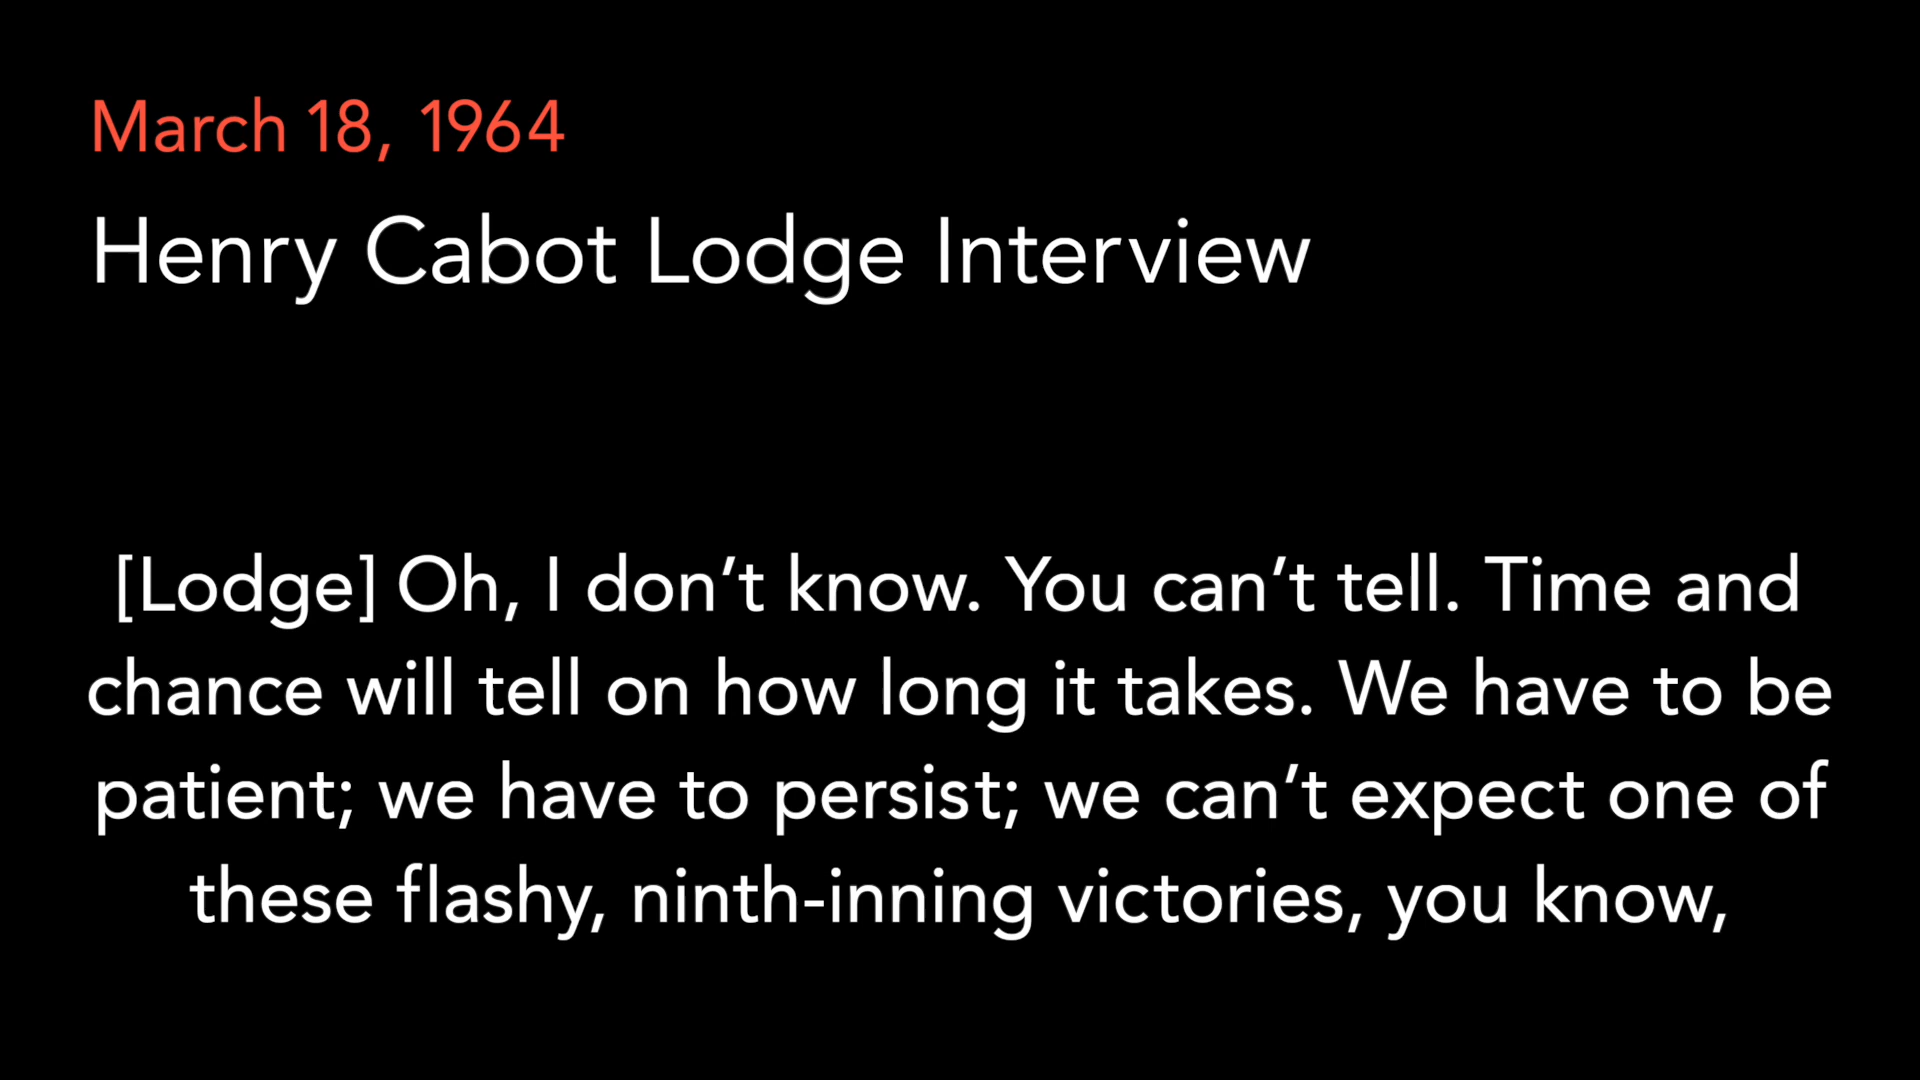 March 18, 1964
Henry Cabot Lodge Interview
[Lodge] Oh, I don’t know. You can’t tell. Time and
chance will tell on how long it takes. We have to be
patient; we have to persist; we can’t expect one of
these flashy, ninth-inning victories, you know,